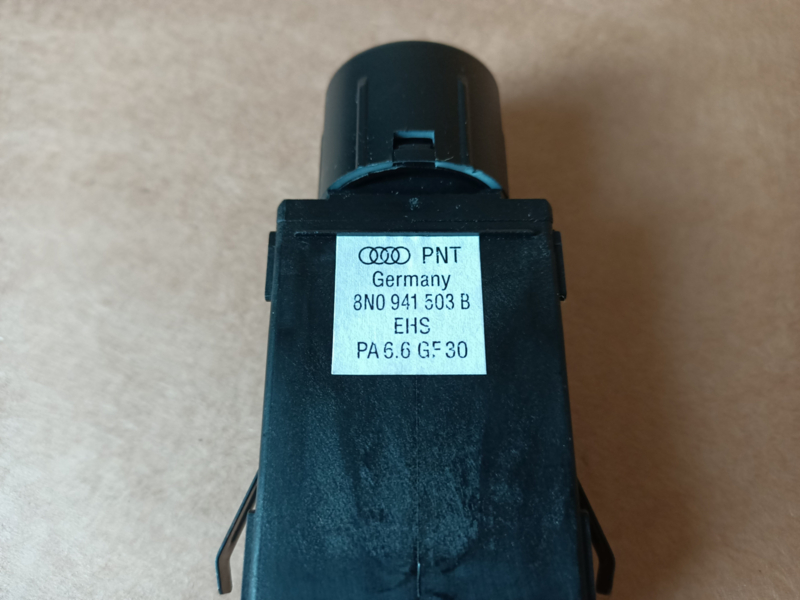 PNT
Germany
8N0 941 503 B
EHS
PA 6.6 GF 30